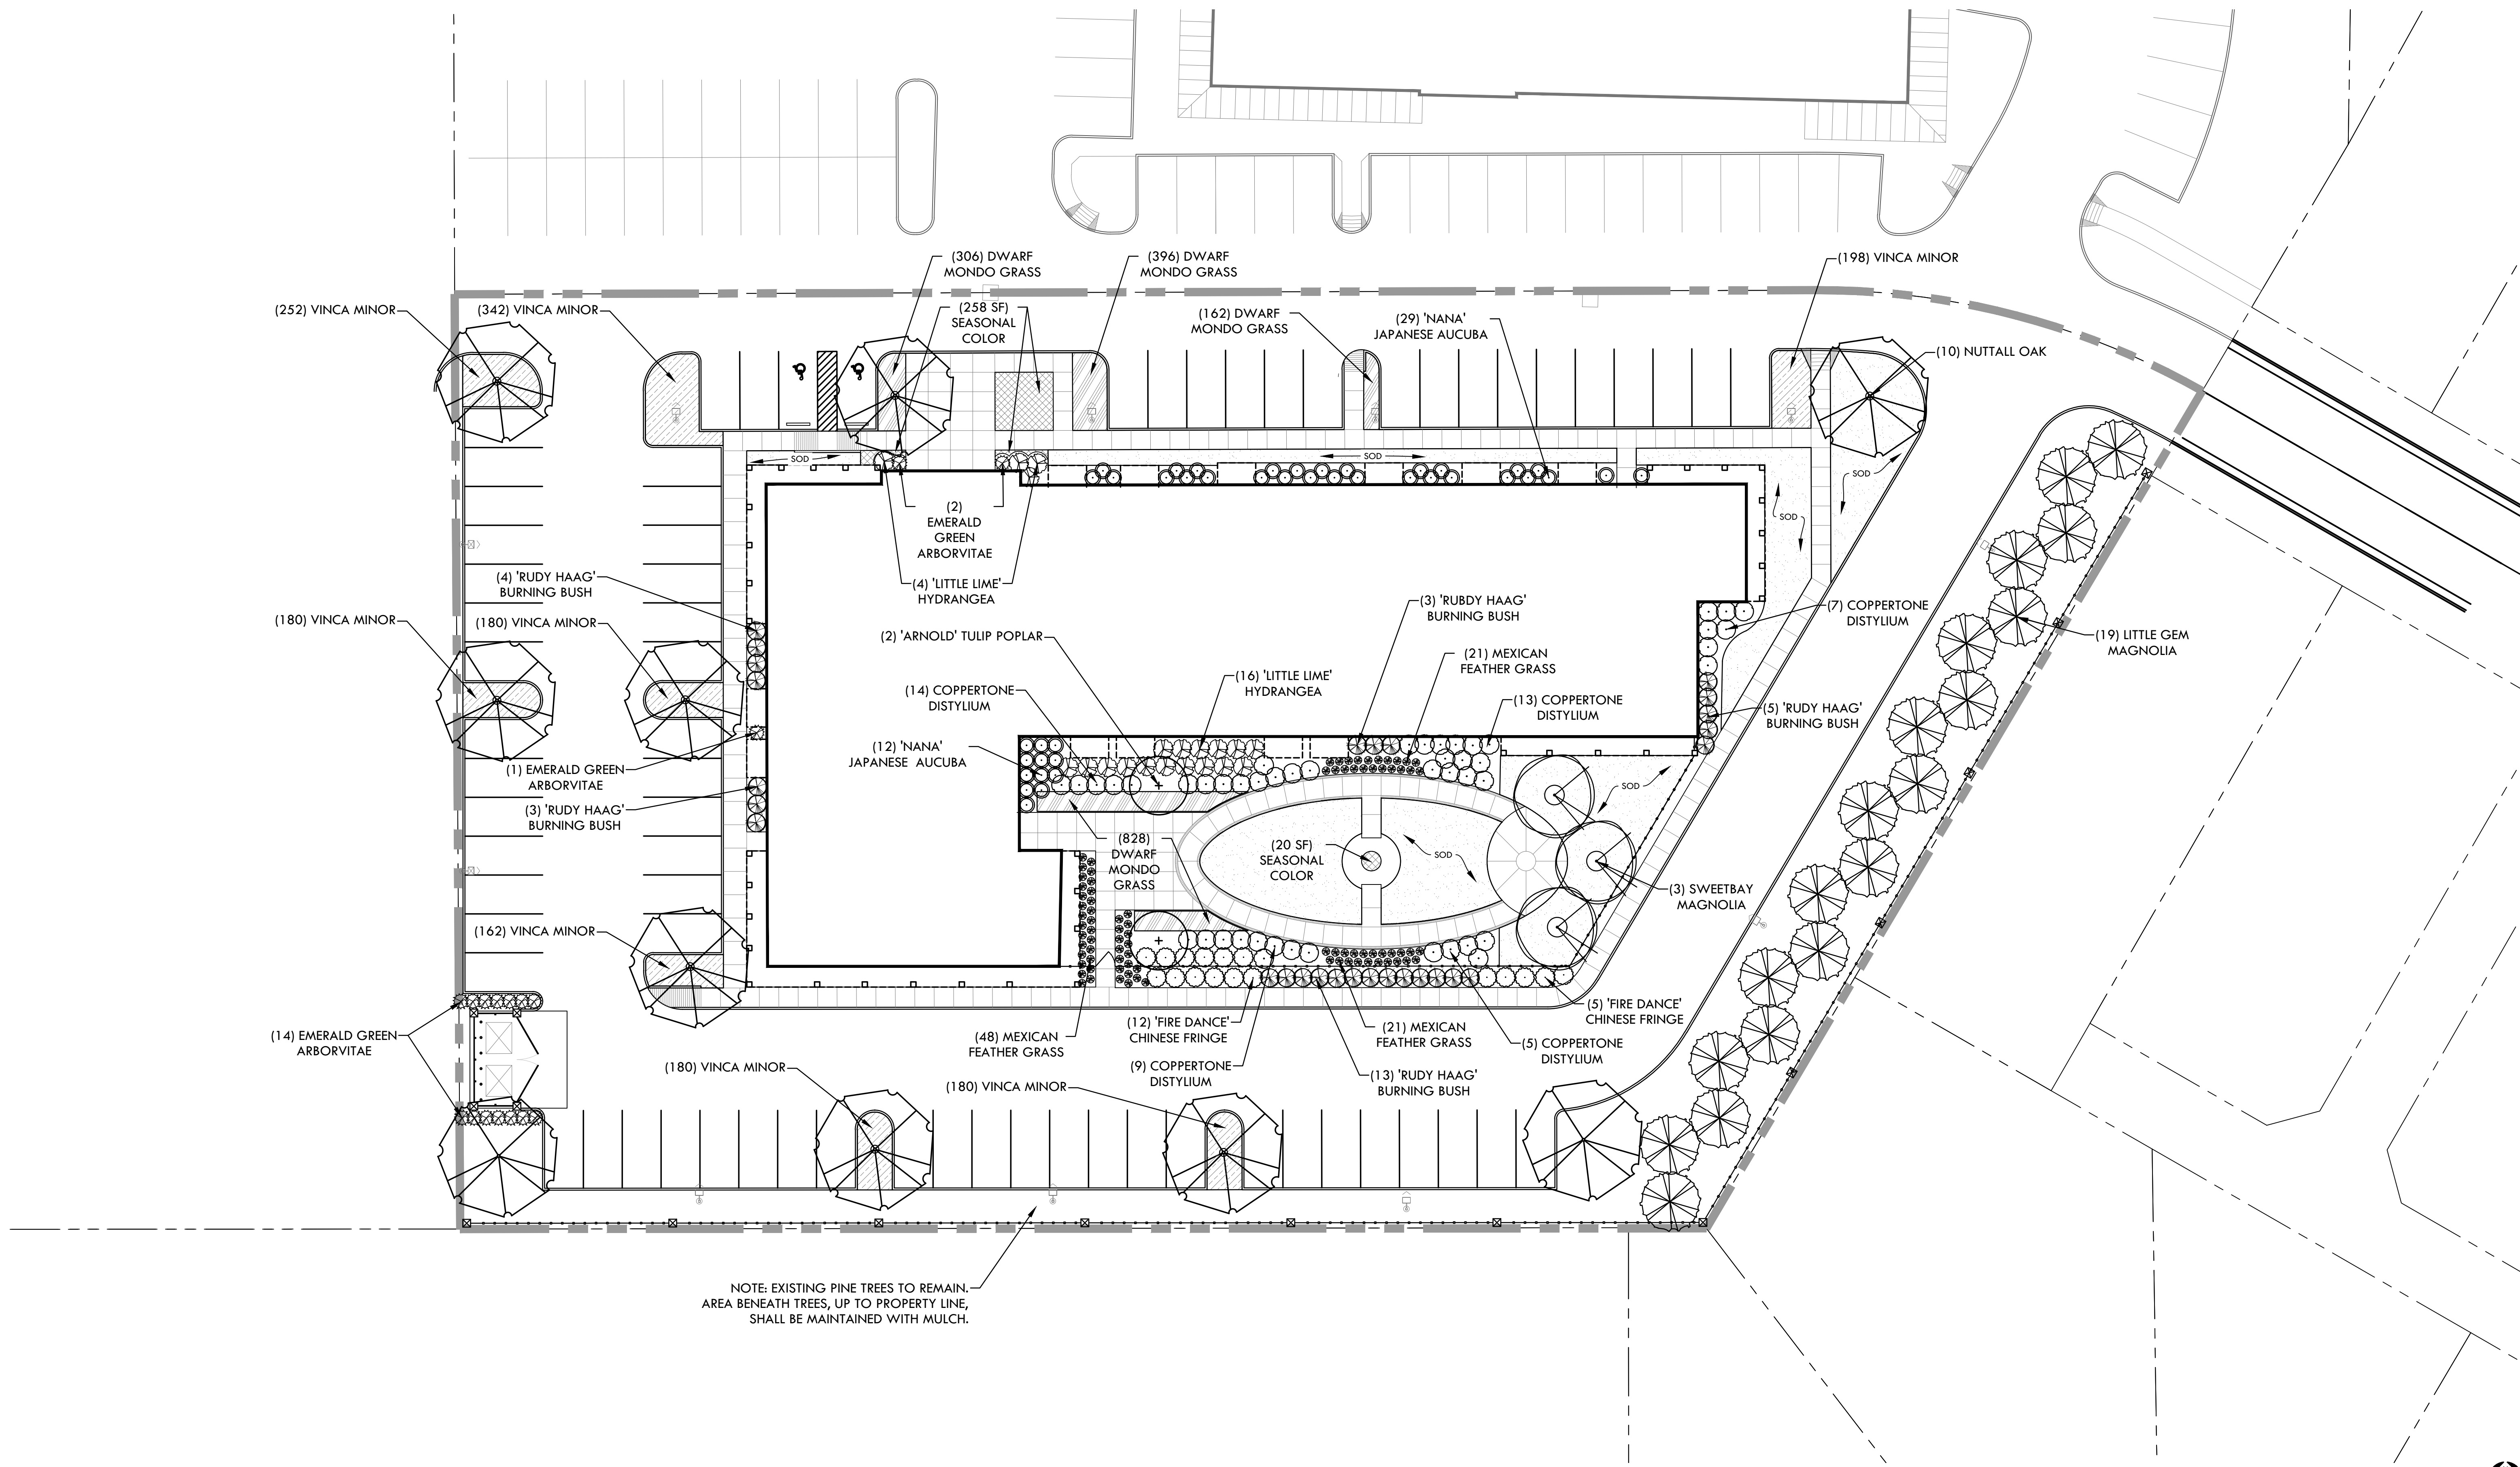 (306) DWARF
MONDO GRASS
(396) DWARF
MONDO GRASS
(198) VINCA MINOR
(252) VINCA MINOR
(342) VINCA MINOR
(258 SF)
SEASONAL
COLOR
(162) DWARF
MONDO GRASS
(29) 'NANA'
JAPANESE AUCUBA
(10) NUTTALL OAK
SOD
SOD
SOD
SOD
(2)
EMERALD
GREEN
ARBORVITAE
(4) 'LITTLE LIME'
HYDRANGEA
(4) 'RUDY HAAG'
BURNING BUSH
(180) VINCA MINOR
(180) VINCA MINOR
(2) 'ARNOLD' TULIP POPLAR
(3) 'RUBDY HAAG'
BURNING BUSH
(7) COPPERTONE
DISTYLIUM
(19) LITTLE GEM
MAGNOLIA
(21) MEXICAN
FEATHER GRASS
(16) 'LITTLE LIME'
HYDRANGEA
(14) COPPERTONE
DISTYLIUM
(13) COPPERTONE
DISTYLIUM
(5) 'RUDY HAAG'
BURNING BUSH
(12) 'NANA'
JAPANESE AUCUBA
(1) EMERALD GREEN
ARBORVITAE
(3) 'RUDY HAAG'
BURNING BUSH
SOD
(828)
DWARF
MONDO
GRASS
(20 SF)
SEASONAL
COLOR
SOD
(3) SWEETBAY
MAGNOLIA
(162) VINCA MINOR
(14) EMERALD GREEN
ARBORVITAE
(48) MEXICAN
FEATHER GRASS
(12) 'FIRE DANCE'
CHINESE FRINGE
(21) MEXICAN
FEATHER GRASS
(5) 'FIRE DANCE'
CHINESE FRINGE
(5) COPPERTONE
DISTYLIUM
(9) COPPERTONE
DISTYLIUM
(13) 'RUDY HAAG'
BURNING BUSH
(180) VINCA MINOR
(180) VINCA MINOR
NOTE: EXISTING PINE TREES TO REMAIN.
AREA BENEATH TREES, UP TO PROPERTY LINE,
SHALL BE MAINTAINED WITH MULCH.